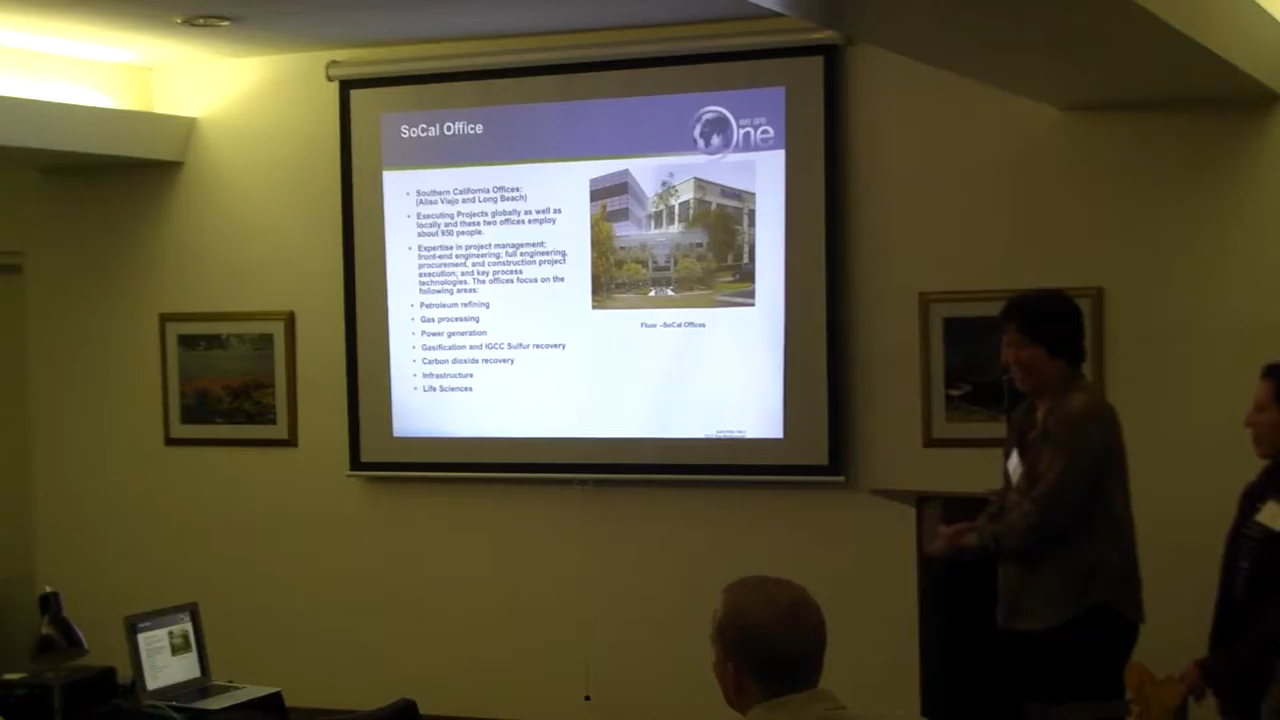 SoCal Office
we are
One
• Southern California Offices:
(Aliso Viejo and Long Beach)
• Executing Projects globally as well as
locally and these two offices employ
about 950 people.
• Expertise in project management;
front-end engineering; full engineering,
procurement, and construction project
execution; and key process
technologies. The offices focus on the
following areas:
• Petroleum refining
• Gas processing
• Power generation
• Gasification and IGCC Sulfur recovery
• Carbon dioxide recovery
• Infrastructure
• Life Sciences
Fluor –SoCal Offices